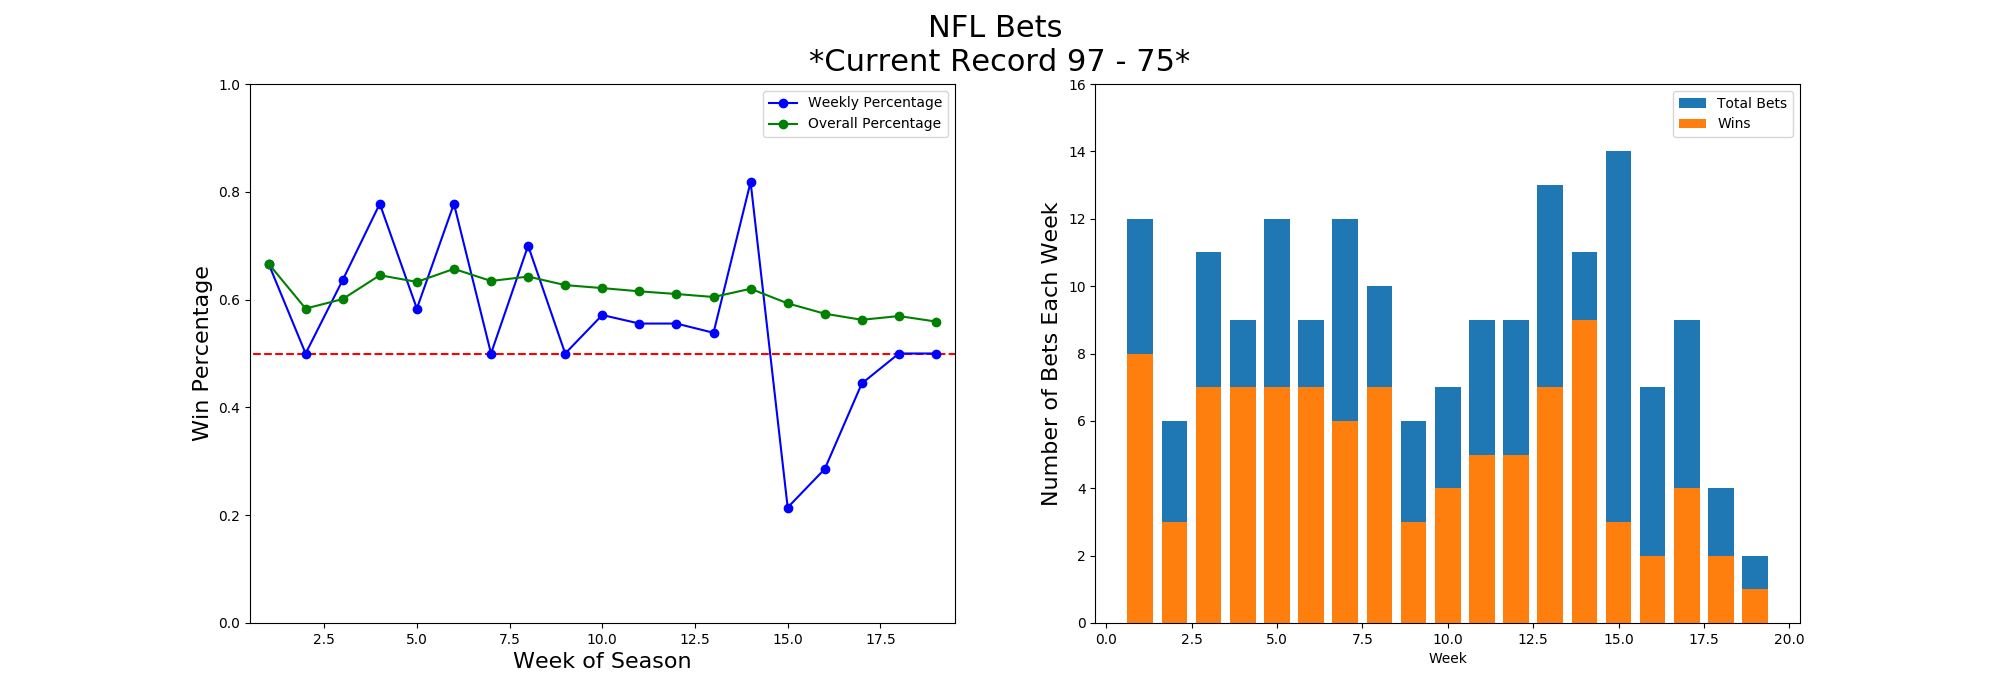 NFL Bets
*Current Record 97 - 75*
Win Percentage
1.0
0.8
0.6
0.4
0.2
0.0
Weekly Percentage
Overall Percentage
2.5 5.0 7.5 10.0 12.5 15.0 17.5
Week of Season
Number of Bets Each Week
16
14
12
10
8
6
4
2
0
Total Bets
Wins
0.0 2.5 5.0 7.5 10.0 12.5 15.0 17.5 20.0
Week